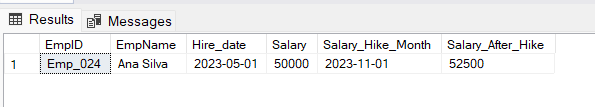 Results Messages
EmpID EmpName Hire_date Salary Salary_Hike_Month Salary_After_Hike
1 Emp_024 Ana Silva 2023-05-01 50000 2023-11-01 52500